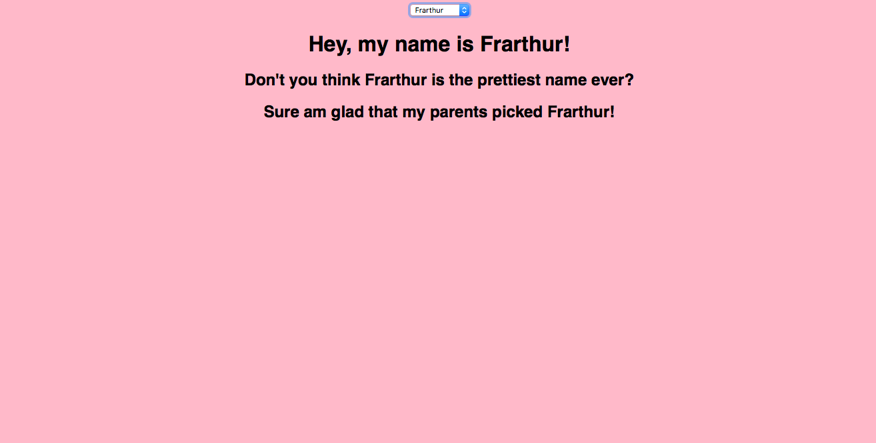 Frarthur
Hey, my name is Frarthur!
Don't you think Frarthur is the prettiest name ever?
Sure am glad that my parents picked Frarthur!